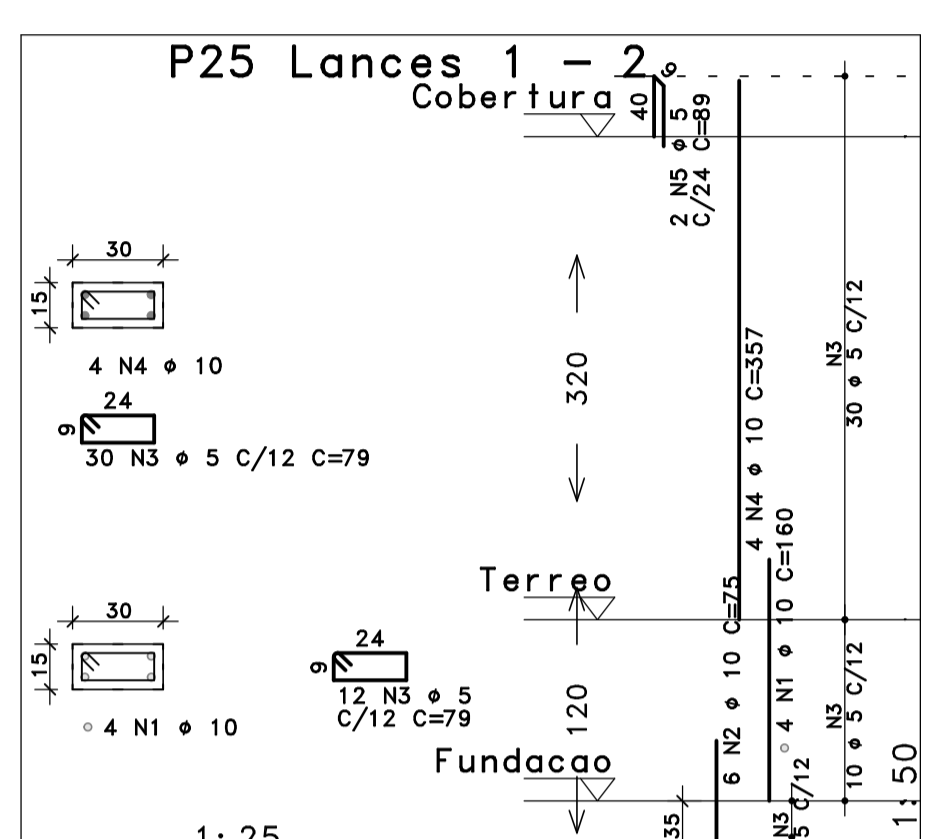 P25 Lances 1 - 2
Cobertura
40
9
2 N5 ø 5
C/24 C=89
30
15
4 N4 ø 10
24
9
30 N3 ø 5 C/12 C=79
320
4 N4 ø 10 C=357
N3
30 ø 5 C/12
Terreo
30
15
4 N1 ø 10
24
9
12 N3 ø 5
C/12 C=79
120
6 N2 ø 10 C=75
4 N1 ø 10 C=160
N3
10 ø 5 C/12
Fundacao
35
N3
5 C/12
1:50
1:25